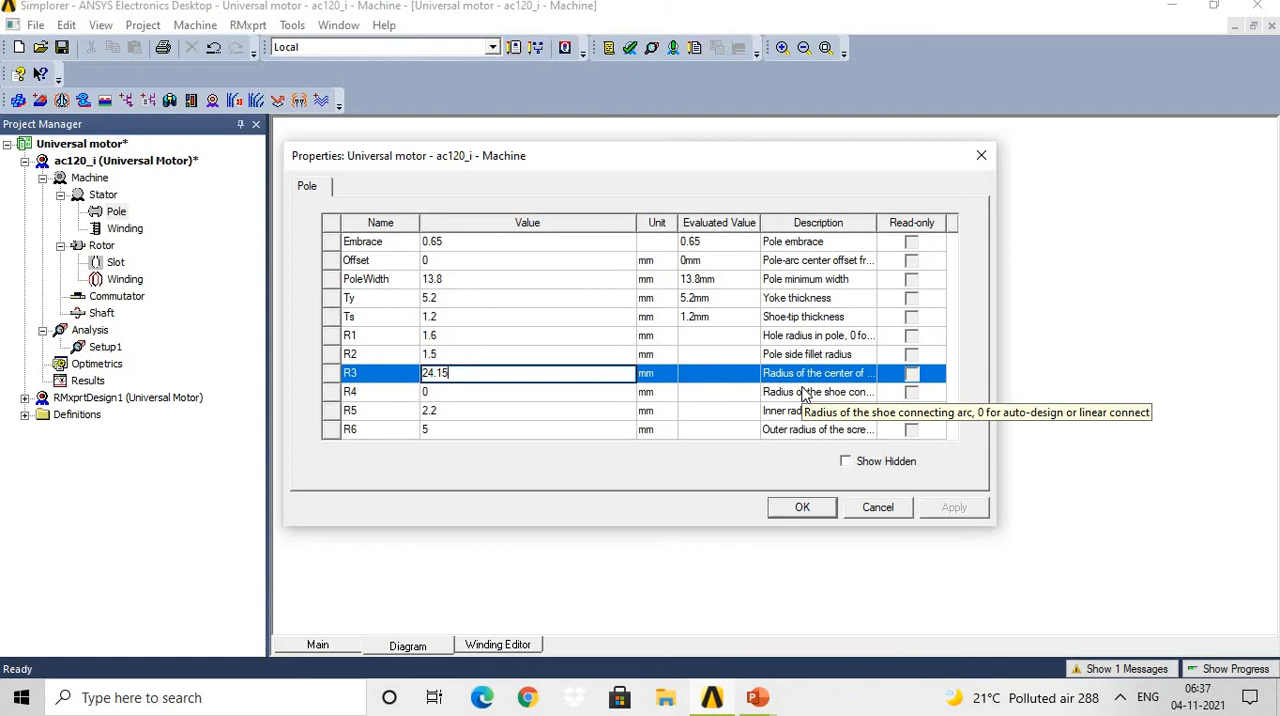 Simplorer - ANSYS Electronics Desktop - Universal motor - ac120_i - Machine - [Universal motor - ac120_i - Machine]
File Edit View Project Machine RMxprt Tools Window Help
Local
Project Manager
Universal motor*
ac120_i (Universal Motor)*
Machine
Stator
Pole
Winding
Rotor
Slot
Winding
Commutator
Shaft
Analysis
Setup1
Optimetrics
Results
RMxprtDesign1 (Universal Motor)
Definitions
Properties: Universal motor - ac120_i - Machine
Pole
Name Value Unit Evaluated Value Description Read-only
Embrace 0.65 0.65 Pole embrace
Offset 0 mm 0mm Pole-arc center offset fr...
PoleWidth 13.8 mm 13.8mm Pole minimum width
Ty 5.2 mm 5.2mm Yoke thickness
Ts 1.2 mm 1.2mm Shoe-tip thickness
R1 1.6 mm Hole radius in pole, 0 fo...
R2 1.5 mm Pole side fillet radius
R3 24.15 mm Radius of the center of ...
R4 0 mm Radius of the shoe con...
R5 2.2 mm Inner rad
Radius of the shoe connecting arc, 0 for auto-design or linear connect
R6 5 mm Outer radius of the scre...
Show Hidden
OK Cancel Apply
Main Diagram Winding Editor
Ready Show 1 Messages Show Progress
Type here to search
21°C Polluted air 288 ENG
06:37
04-11-2021